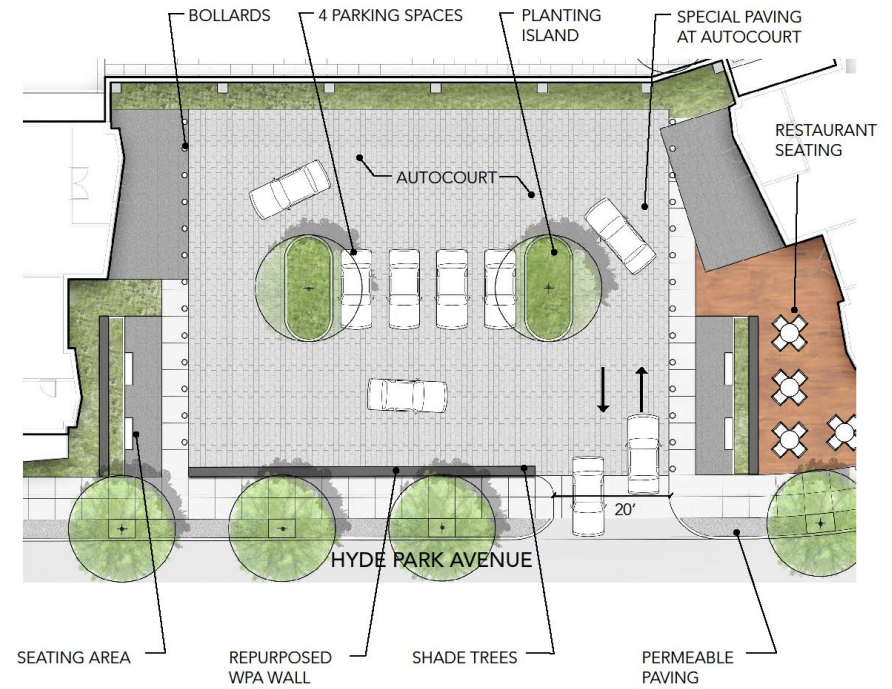 BOLLARDS
4 PARKING SPACES
PLANTING
ISLAND
SPECIAL PAVING
AT AUTOCOURT
RESTAURANT
SEATING
AUTOCOURT
20'
HYDE PARK AVENUE
SEATING AREA
REPURPOSED
WPA WALL
SHADE TREES
PERMEABLE
PAVING